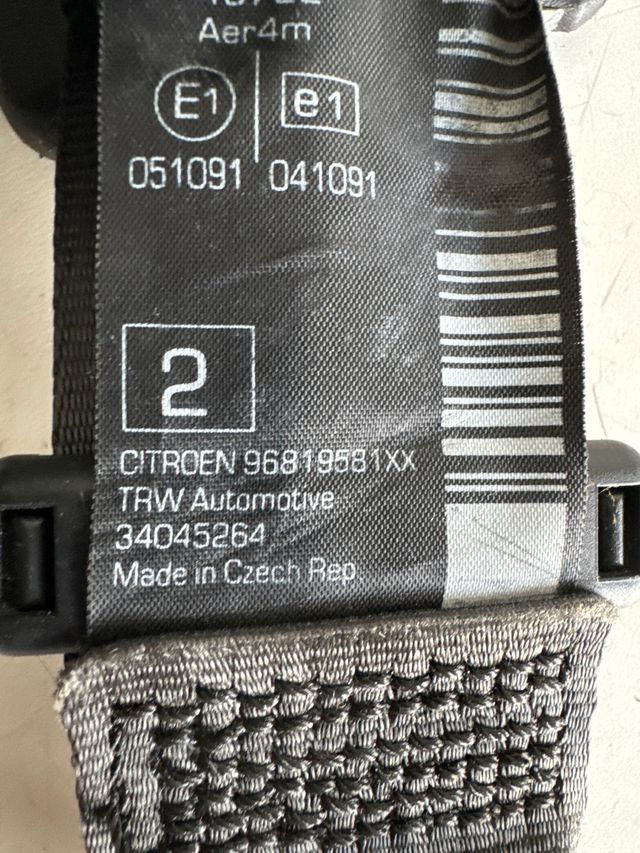 Aer4m
E1 e1
051091 041091
2
CITROEN 96819581XX
TRW Automotive
34045264
Made in Czech Rep